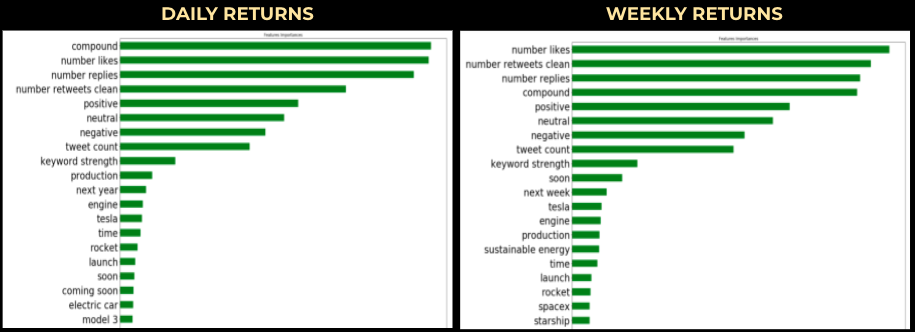 DAILY RETURNS
Features importances
compound
number likes
number replies
number retweets clean
positive
neutral
negative
tweet count
keyword strength
production
next year
engine
tesla
time
rocket
launch
soon
coming soon
electric car
model 3
WEEKLY RETURNS
Features importances
number likes
number retweets clean
number replies
compound
positive
neutral
negative
tweet count
keyword strength
soon
next week
tesla
engine
production
sustainable energy
time
launch
rocket
spacex
starship